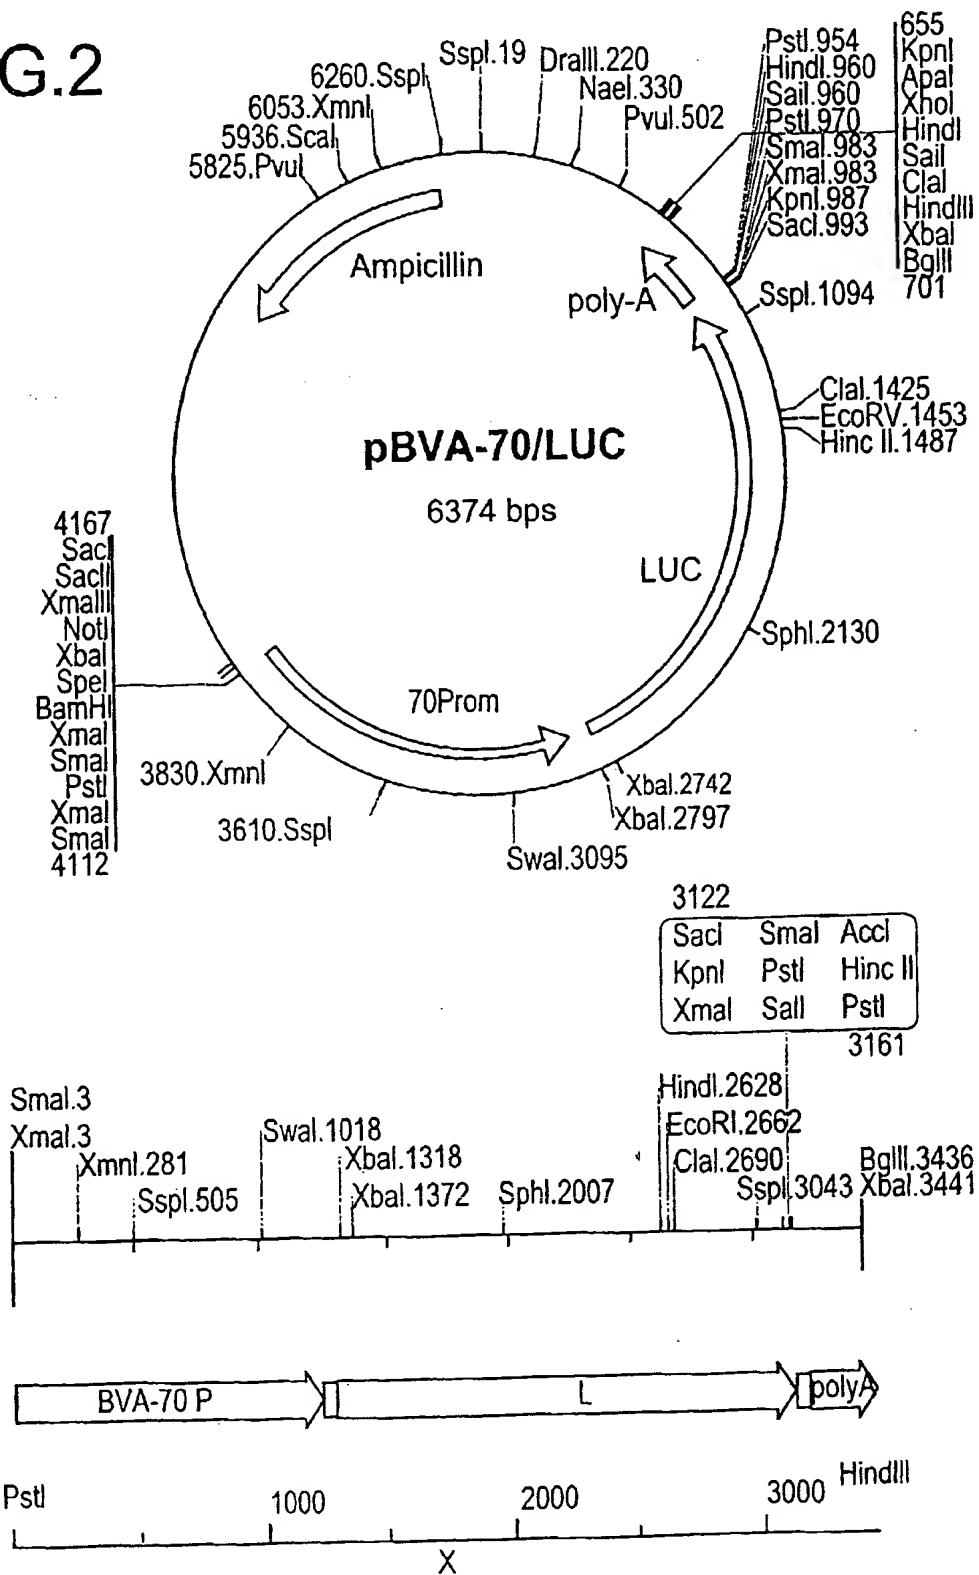 G.2
SspI.19
DraIII.220
NaeI.330
PvuI.502
6260.SspI
6053.XmnI
5936.ScaI
5825.PvuI
PstI.954
HindI.960
SaiI.960
PstI.970
SmaI.983
XmaI.983
KpnI.987
SacI.993
655
KpnI
ApaI
XhoI
HindI
SaiI
ClaI
HindIII
XbaI
BglII
701
SspI.1094
Ampicillin
poly-A
ClaI.1425
EcoRV.1453
Hinc II.1487
pBVA-70/LUC
6374 bps
LUC
SphI.2130
4167
SacI
SacII
XmaIII
NotI
XbaI
SpeI
BamHI
XmaI
SmaI
PstI
XmaI
SmaI
4112
70Prom
3830.XmnI
3610.SspI
XbaI.2742
XbaI.2797
SwaI.3095
3122
SacI SmaI AccI
KpnI PstI Hinc II
XmaI SalI PstI
3161
SmaI.3
XmaI.3
XmnI.281
SspI.505
SwaI.1018
XbaI.1318
XbaI.1372
SphI.2007
HindI.2628
EcoRI.2662
ClaI.2690
SspI.3043
BglII.3436
XbaI.3441
BVA-70 P
L
polyA
PstI
1000
2000
3000
HindIII
X